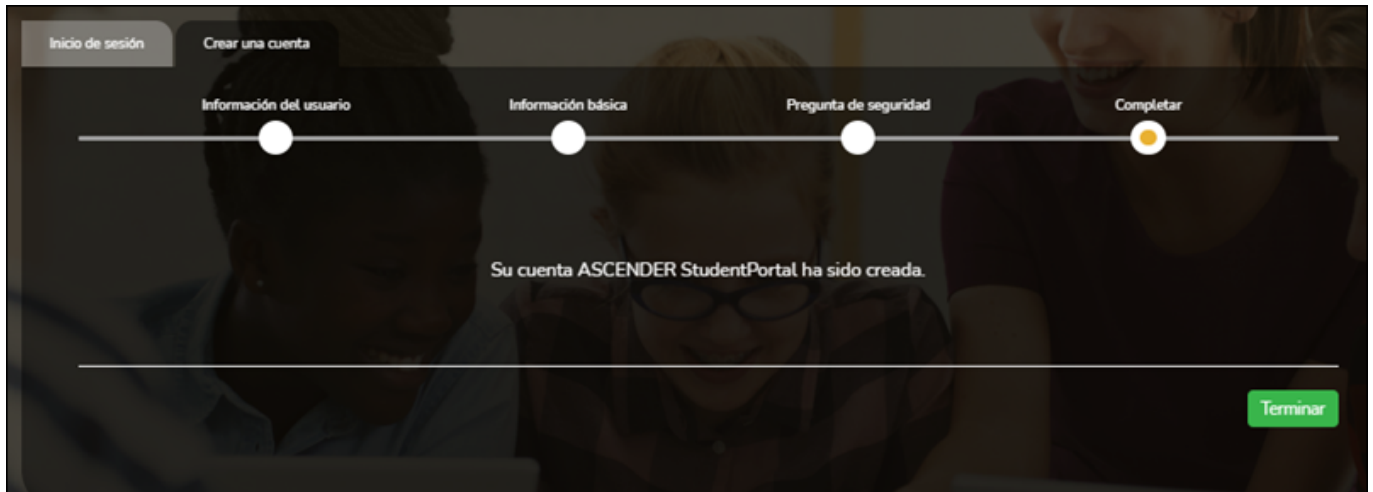 Inicio de sesión
Crear una cuenta
Información del usuario
Información básica
Pregunta de seguridad
Completar
Su cuenta ASCENDER StudentPortal ha sido creada.
Terminar